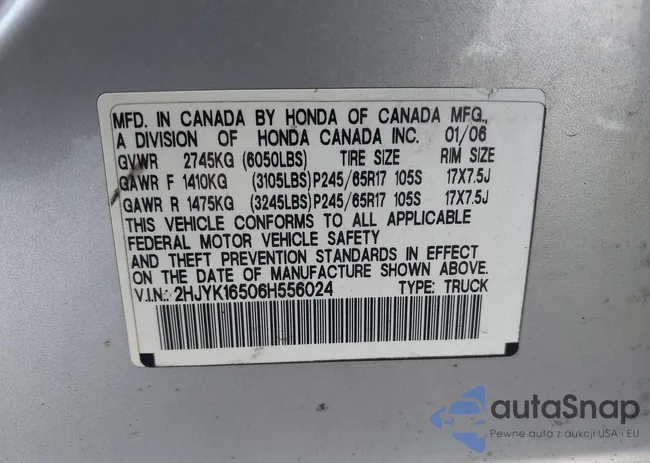 MFD. IN CANADA BY HONDA OF CANADA MFG.,
A DIVISION OF HONDA CANADA INC. 01/06
GVWR 2745KG (6050LBS) TIRE SIZE RIM SIZE
GAWR F 1410KG (3105LBS)P245/65R17 105S 17X7.5J
GAWR R 1475KG (3245LBS)P245/65R17 105S 17X7.5J
THIS VEHICLE CONFORMS TO ALL APPLICABLE
FEDERAL MOTOR VEHICLE SAFETY
AND THEFT PREVENTION STANDARDS IN EFFECT
ON THE DATE OF MANUFACTURE SHOWN ABOVE.
V.I.N.: 2HJYK16506H556024 TYPE: TRUCK
autaSnap
Pewne auta z aukcji USA - EU